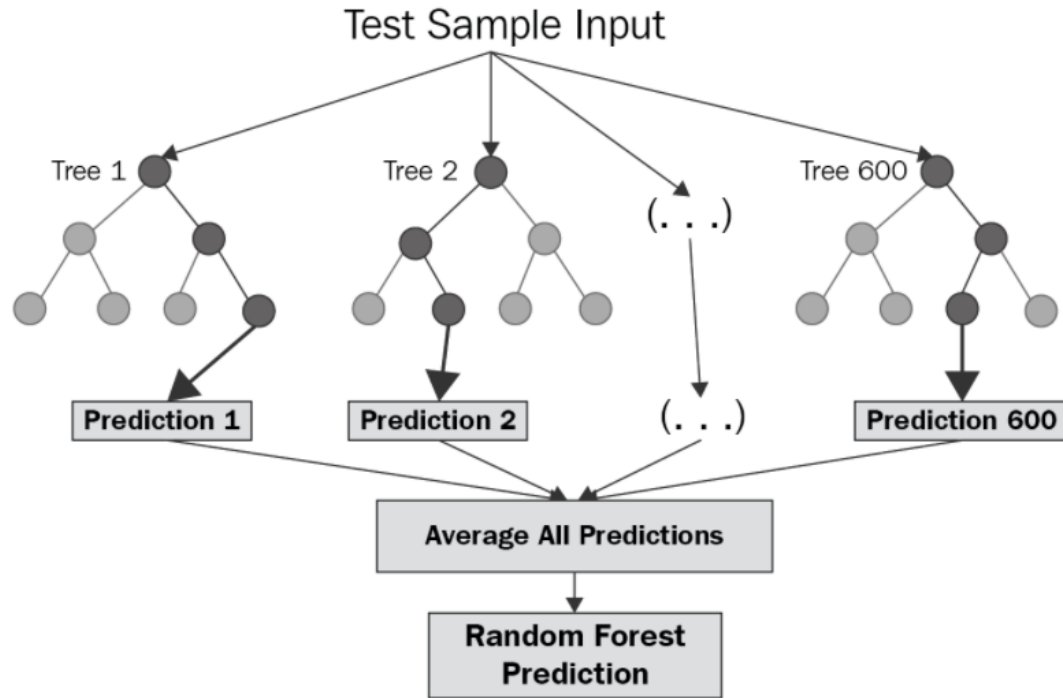 Test Sample Input
Tree 1
Tree 2
Tree 600
(. . .)
Prediction 1
Prediction 2
(. . .)
Prediction 600
Average All Predictions
Random Forest
Prediction